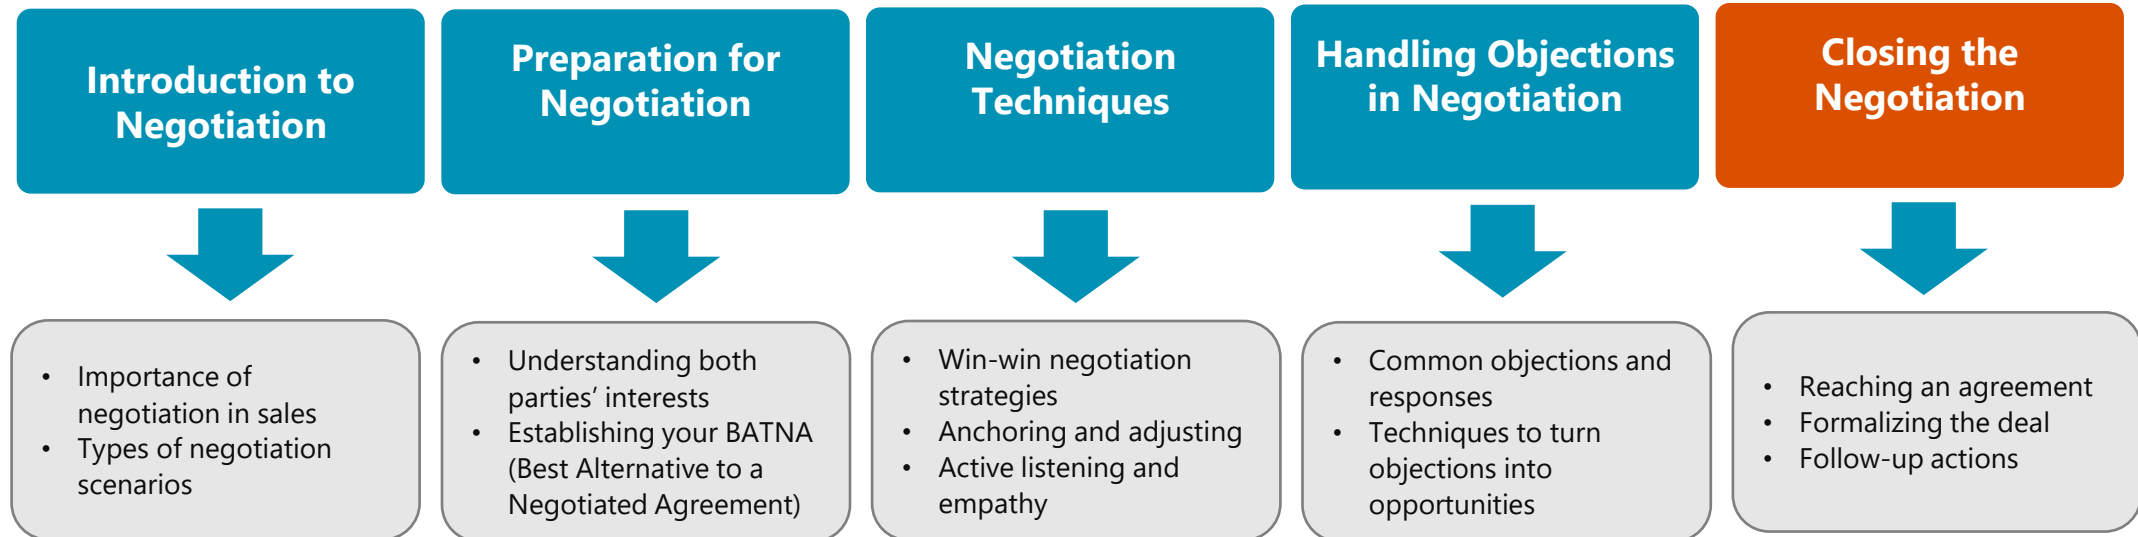 Introduction to
Negotiation
Preparation for
Negotiation
Negotiation
Techniques
Handling Objections
in Negotiation
Closing the
Negotiation
• Importance of
negotiation in sales
• Types of negotiation
scenarios
• Understanding both
parties’ interests
• Establishing your BATNA
(Best Alternative to a
Negotiated Agreement)
• Win-win negotiation
strategies
• Anchoring and adjusting
• Active listening and
empathy
• Common objections and
responses
• Techniques to turn
objections into
opportunities
• Reaching an agreement
• Formalizing the deal
• Follow-up actions